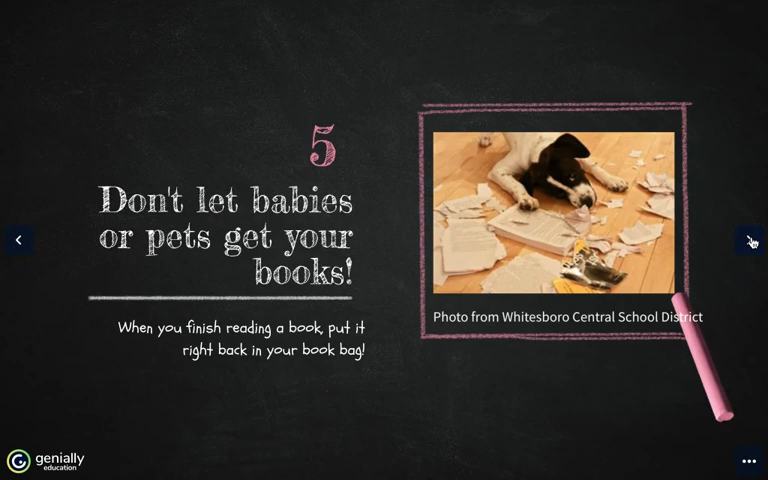 5
Don't let babies
or pets get your
books!
When you finish reading a book, put it
right back in your book bag!
Photo from Whitesboro Central School District
genially
education